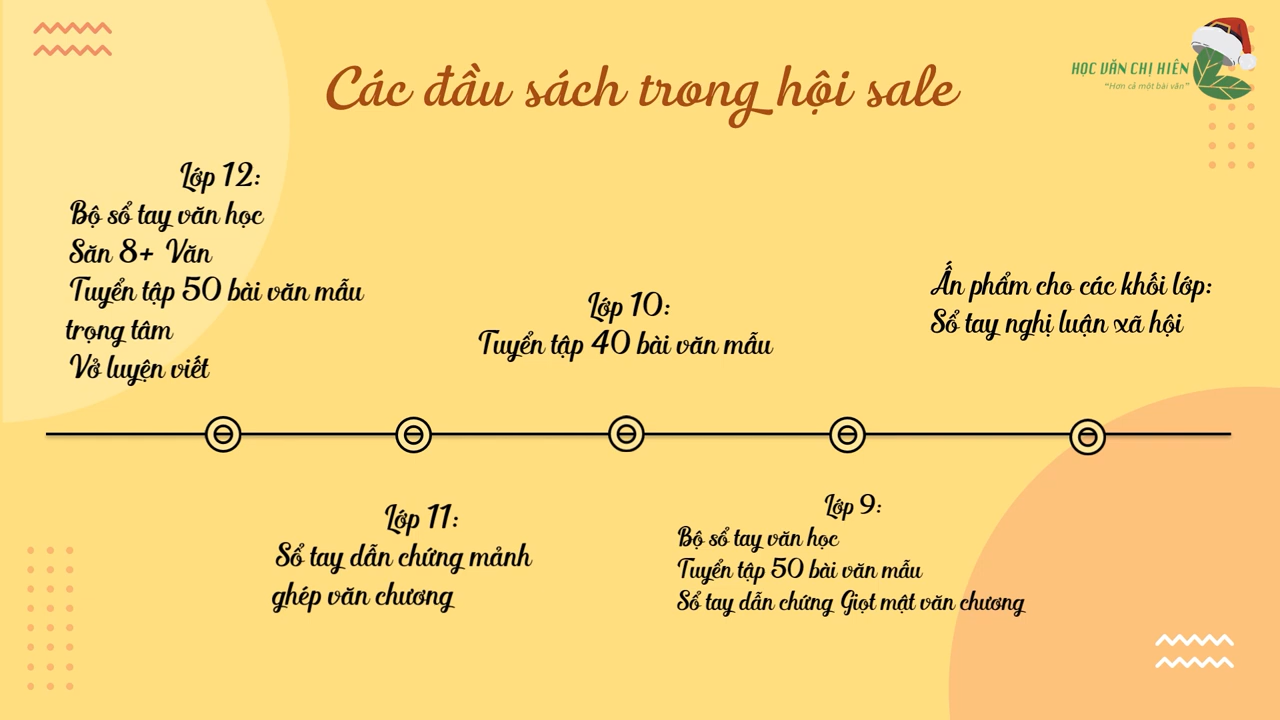 Các đầu sách trong hội sale
HỌC VĂN CHỊ HIÊN
"Hơn cả một bài văn"
Lớp 12:
Bộ sổ tay văn học
Săn 8+ Văn
Tuyển tập 50 bài văn mẫu
trọng tâm
Vở luyện viết
Lớp 11:
Sổ tay dẫn chứng mảnh
ghép văn chương
Lớp 10:
Tuyển tập 40 bài văn mẫu
Lớp 9:
Bộ sổ tay văn học
Tuyển tập 50 bài văn mẫu
Sổ tay dẫn chứng Giọt mật văn chương
Ấn phẩm cho các khối lớp:
Sổ tay nghị luận xã hội